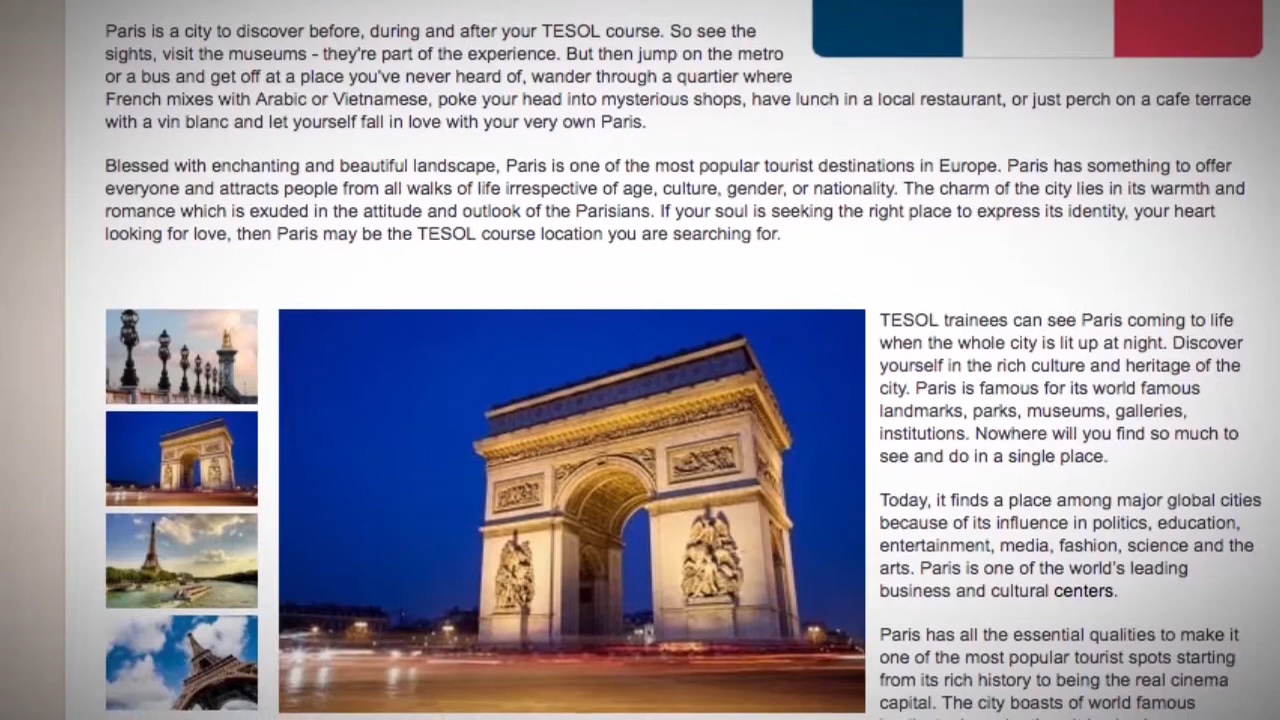 Paris is a city to discover before, during and after your TESOL course. So see the
sights, visit the museums - they're part of the experience. But then jump on the metro
or a bus and get off at a place you've never heard of, wander through a quartier where
French mixes with Arabic or Vietnamese, poke your head into mysterious shops, have lunch in a local restaurant, or just perch on a cafe terrace
with a vin blanc and let yourself fall in love with your very own Paris.
Blessed with enchanting and beautiful landscape, Paris is one of the most popular tourist destinations in Europe. Paris has something to offer
everyone and attracts people from all walks of life irrespective of age, culture, gender, or nationality. The charm of the city lies in its warmth and
romance which is exuded in the attitude and outlook of the Parisians. If your soul is seeking the right place to express its identity, your heart
looking for love, then Paris may be the TESOL course location you are searching for.
TESOL trainees can see Paris coming to life
when the whole city is lit up at night. Discover
yourself in the rich culture and heritage of the
city. Paris is famous for its world famous
landmarks, parks, museums, galleries,
institutions. Nowhere will you find so much to
see and do in a single place.
Today, it finds a place among major global cities
because of its influence in politics, education,
entertainment, media, fashion, science and the
arts. Paris is one of the world's leading
business and cultural centers.
Paris has all the essential qualities to make it
one of the most popular tourist spots starting
from its rich history to being the real cinema
capital. The city boasts of world famous